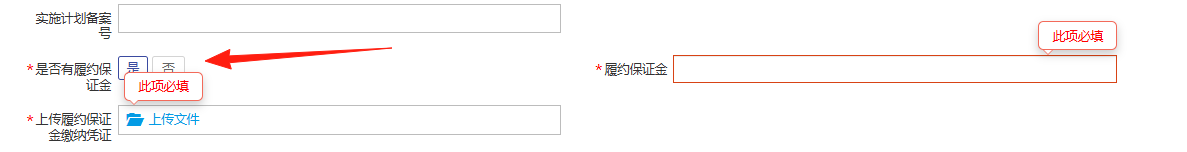 实施计划备案
号
此项必填
*是否有履约保
证金
是 否
*履约保证金
此项必填
*上传履约保证
金缴纳凭证
上传文件